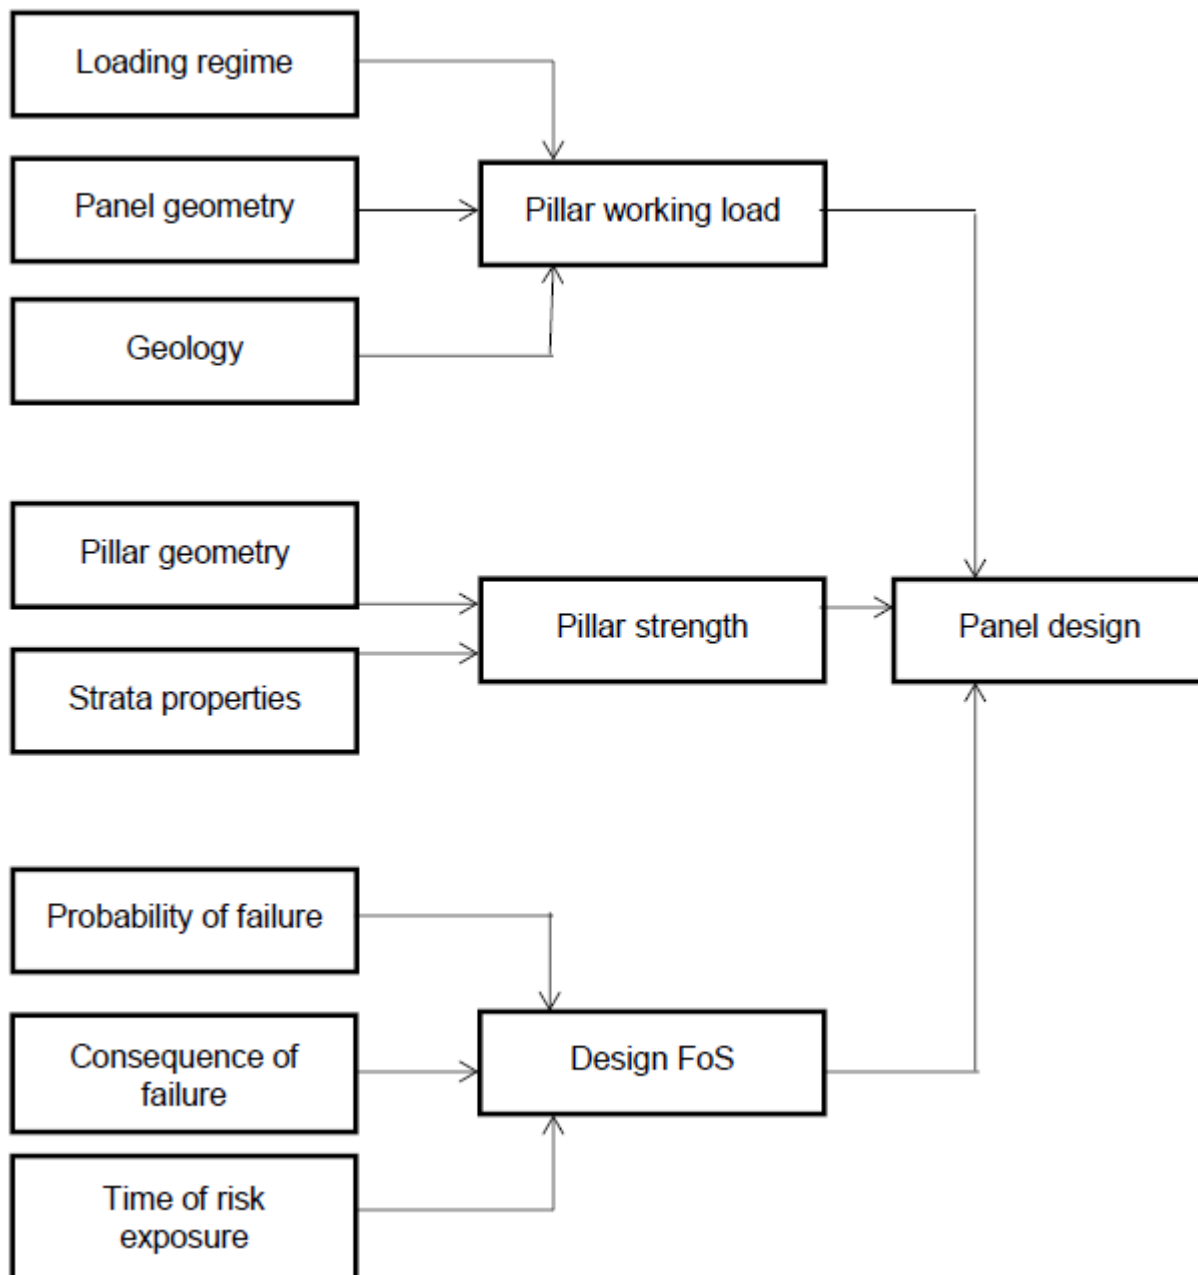 Loading regime
Panel geometry
Pillar working load
Geology
Pillar geometry
Pillar strength
Panel design
Strata properties
Probability of failure
Consequence of
failure
Design FoS
Time of risk
exposure